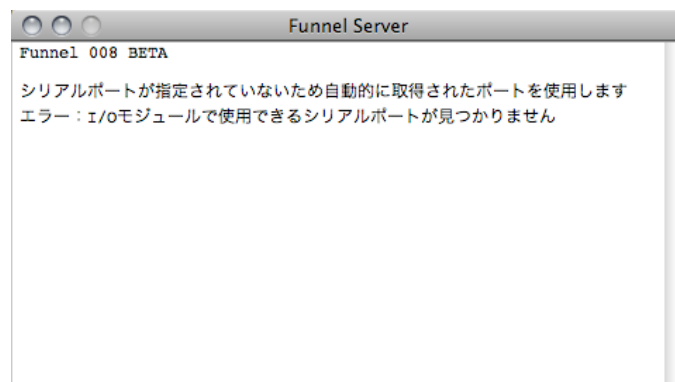 Funnel Server
Funnel 008 BETA
シリアルポートが指定されていないため自動的に取得されたポートを使用します
エラー：I/Oモジュールで使用できるシリアルポートが見つかりません